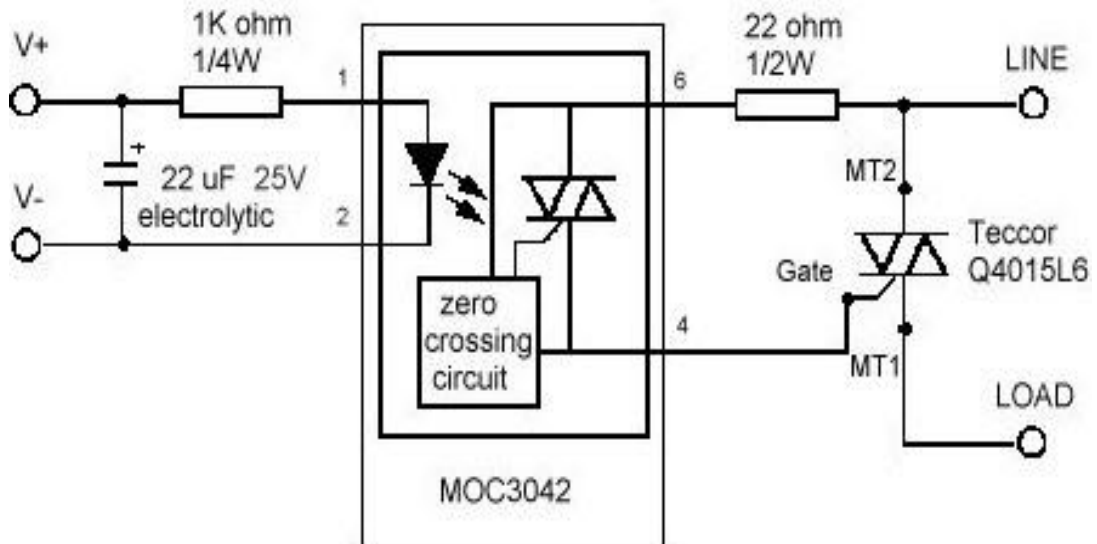 V+
1K ohm
1/4W
1
+
22 uF 25V
electrolytic
V-
2
zero
crossing
circuit
MOC3042
6
22 ohm
1/2W
LINE
MT2
Teccor
Q4015L6
Gate
4
MT1
LOAD